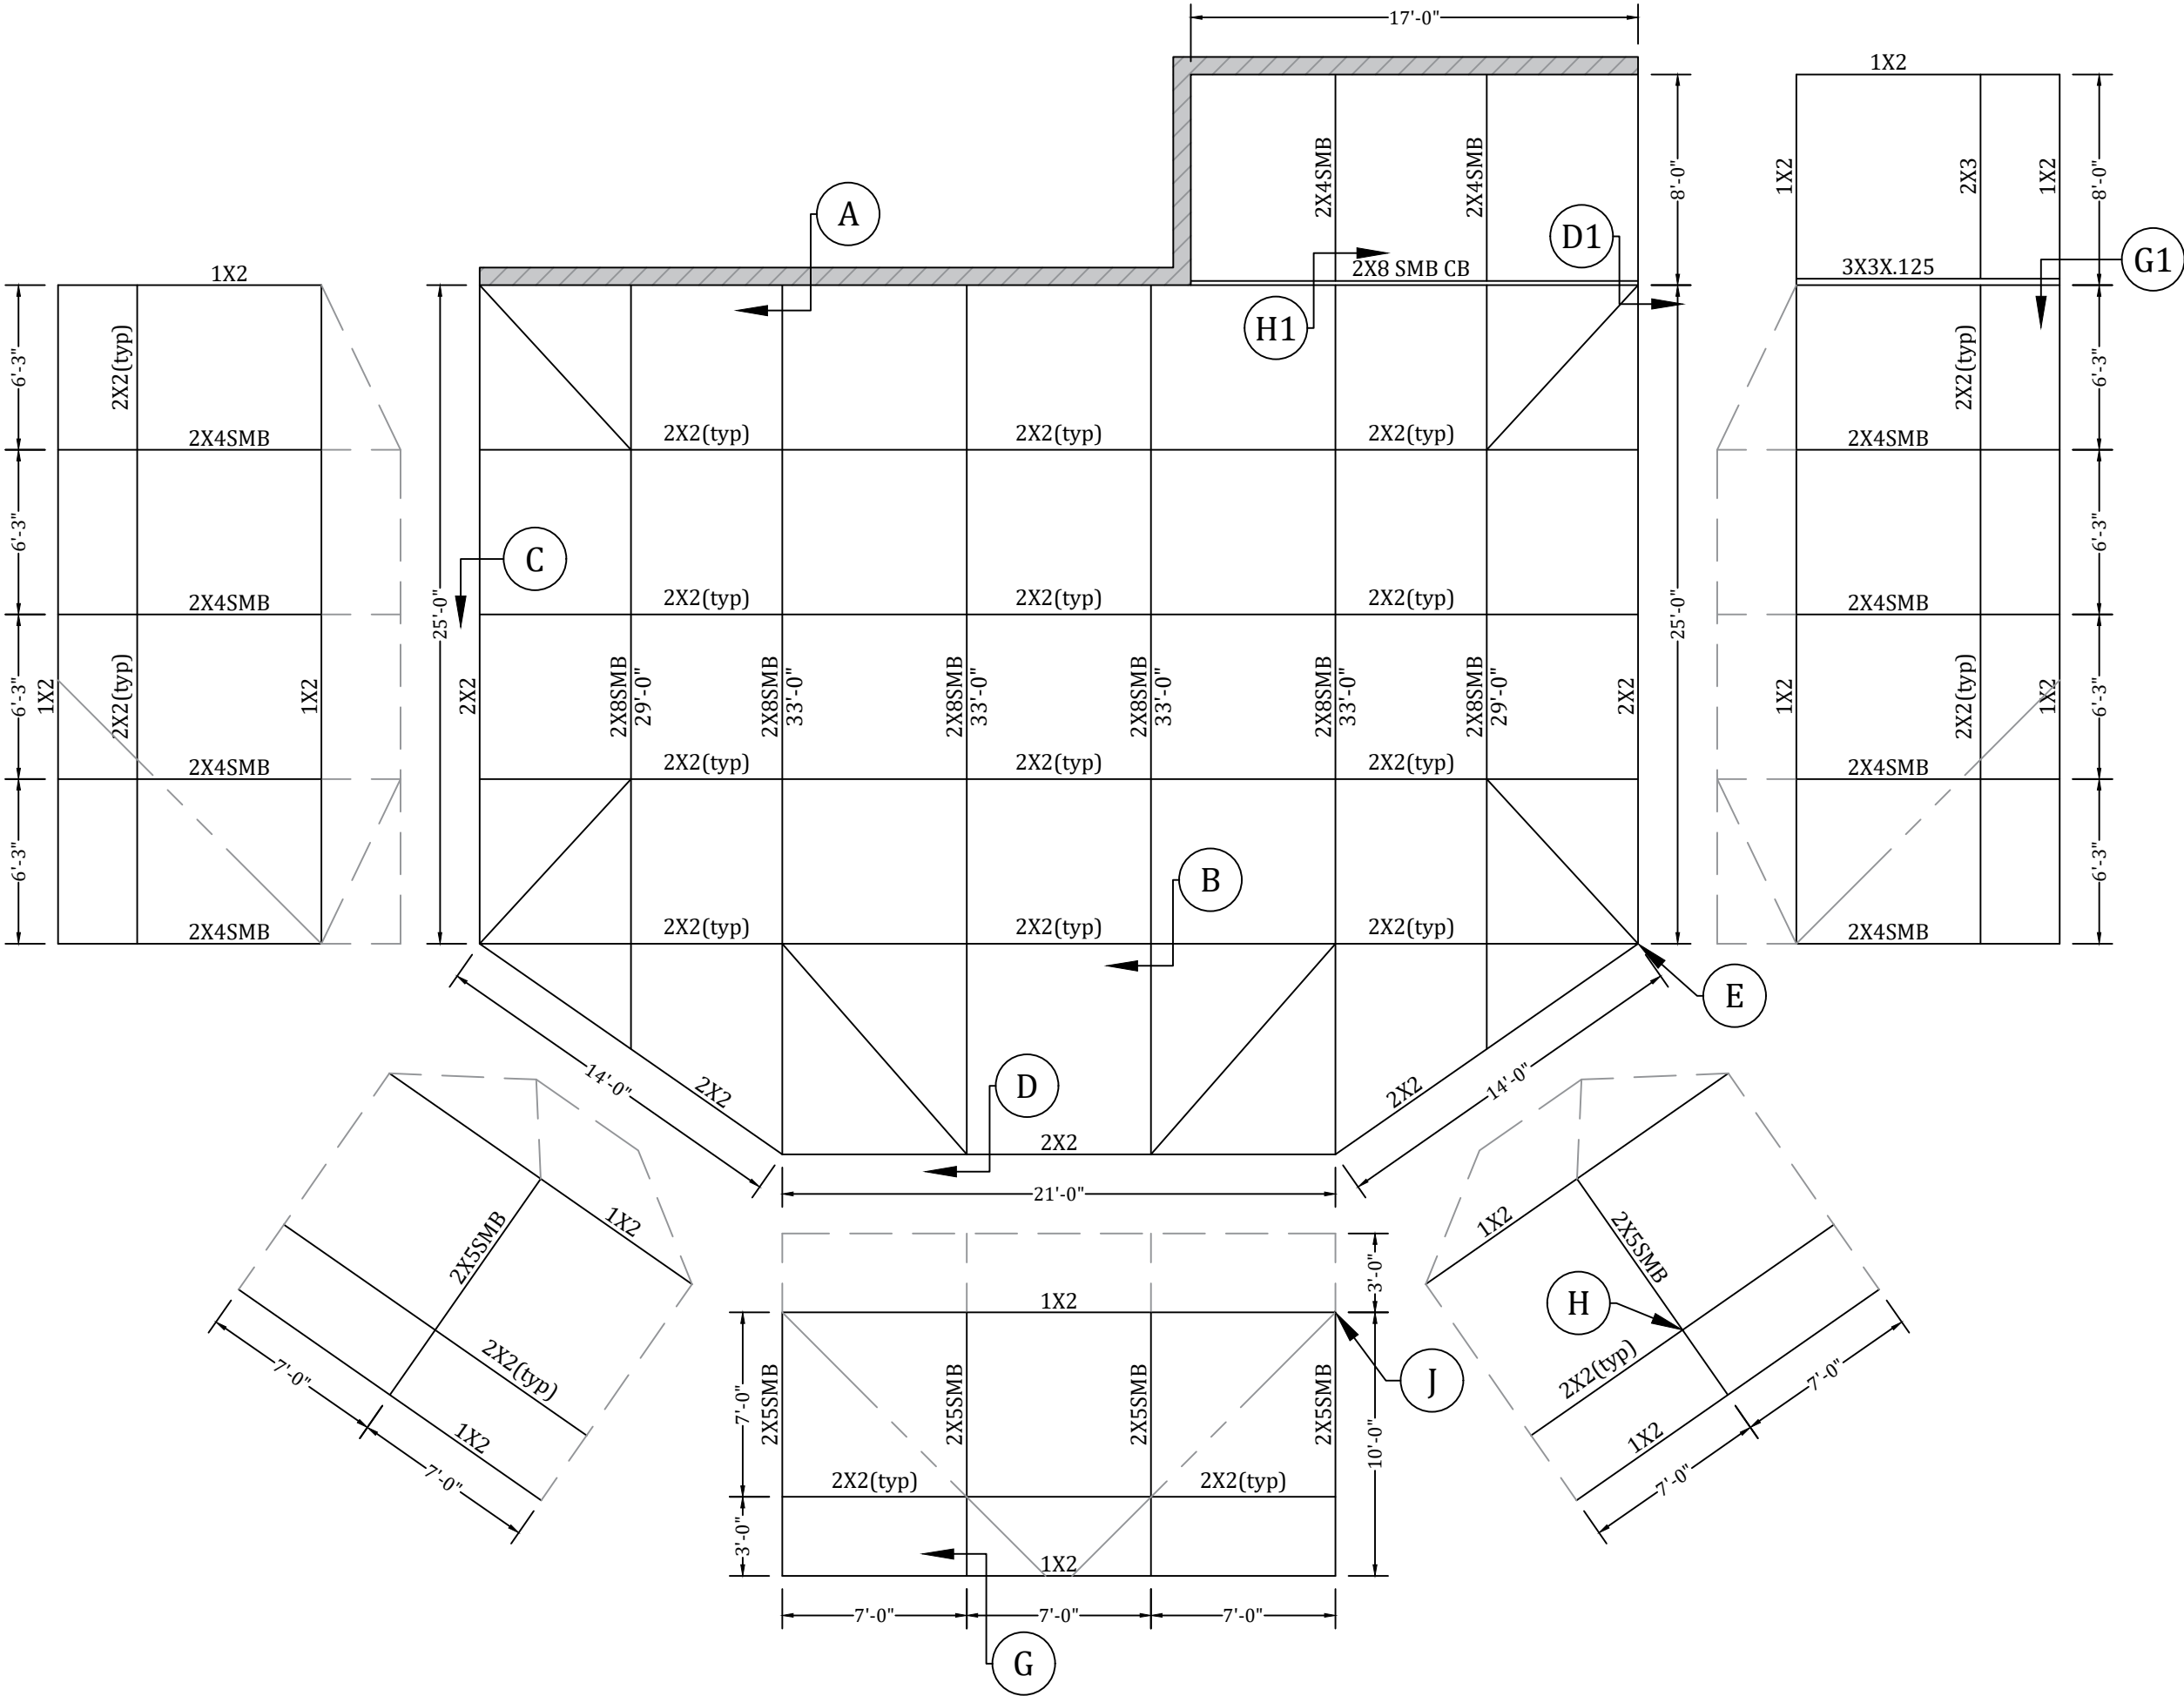 17'-0"
1X2
1X2
2X3
1X2
8'-0"
8'-0"
2X4SMB
2X4SMB
A
D1
G1
H1
2X8 SMB CB
3X3X.125
1X2
2X2(typ)
6'-3"
2X4SMB
2X2(typ)
2X2(typ)
2X2(typ)
2X2(typ)
2X4SMB
6'-3"
C
6'-3"
2X4SMB
25'-0"
2X2(typ)
2X2(typ)
2X2(typ)
25'-0"
2X4SMB
6'-3"
6'-3"
1X2
2X2(typ)
1X2
2X2
2X8SMB
29'-0"
2X8SMB
33'-0"
2X8SMB
33'-0"
2X8SMB
33'-0"
2X8SMB
33'-0"
2X8SMB
29'-0"
2X2
1X2
2X2(typ)
1X2
6'-3"
2X4SMB
2X2(typ)
2X2(typ)
2X2(typ)
2X4SMB
6'-3"
B
6'-3"
2X4SMB
2X2(typ)
2X2(typ)
2X2(typ)
2X4SMB
E
14'-0"
2X2
D
2X2
2X2
14'-0"
21'-0"
2X5SMB
1X2
2X2(typ)
1X2
7'-0"
7'-0"
1X2
3'-0"
2X5SMB
2X5SMB
2X5SMB
2X5SMB
7'-0"
10'-0"
J
2X2(typ)
2X2(typ)
3'-0"
1X2
7'-0"
7'-0"
7'-0"
G
1X2
2X5SMB
H
2X2(typ)
1X2
7'-0"
7'-0"